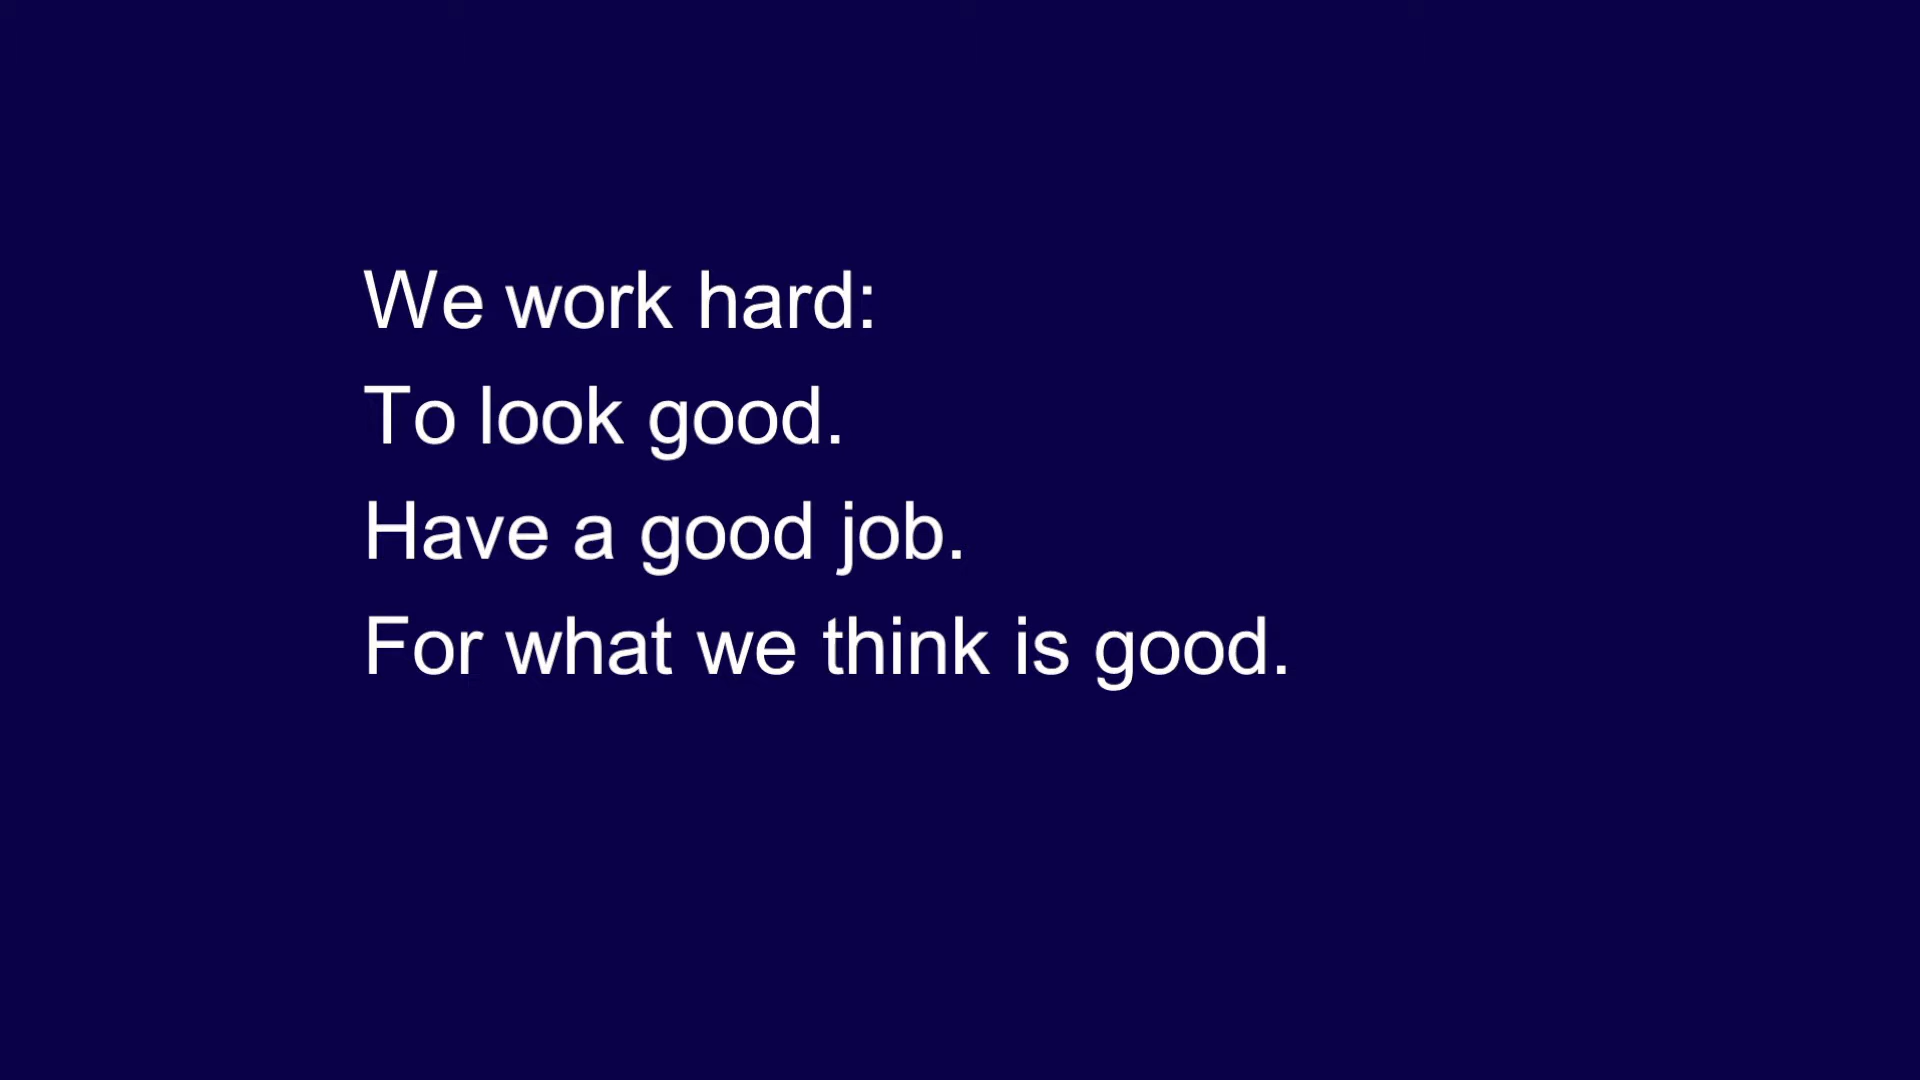 We work hard:
To look good.
Have a good job.
For what we think is good.